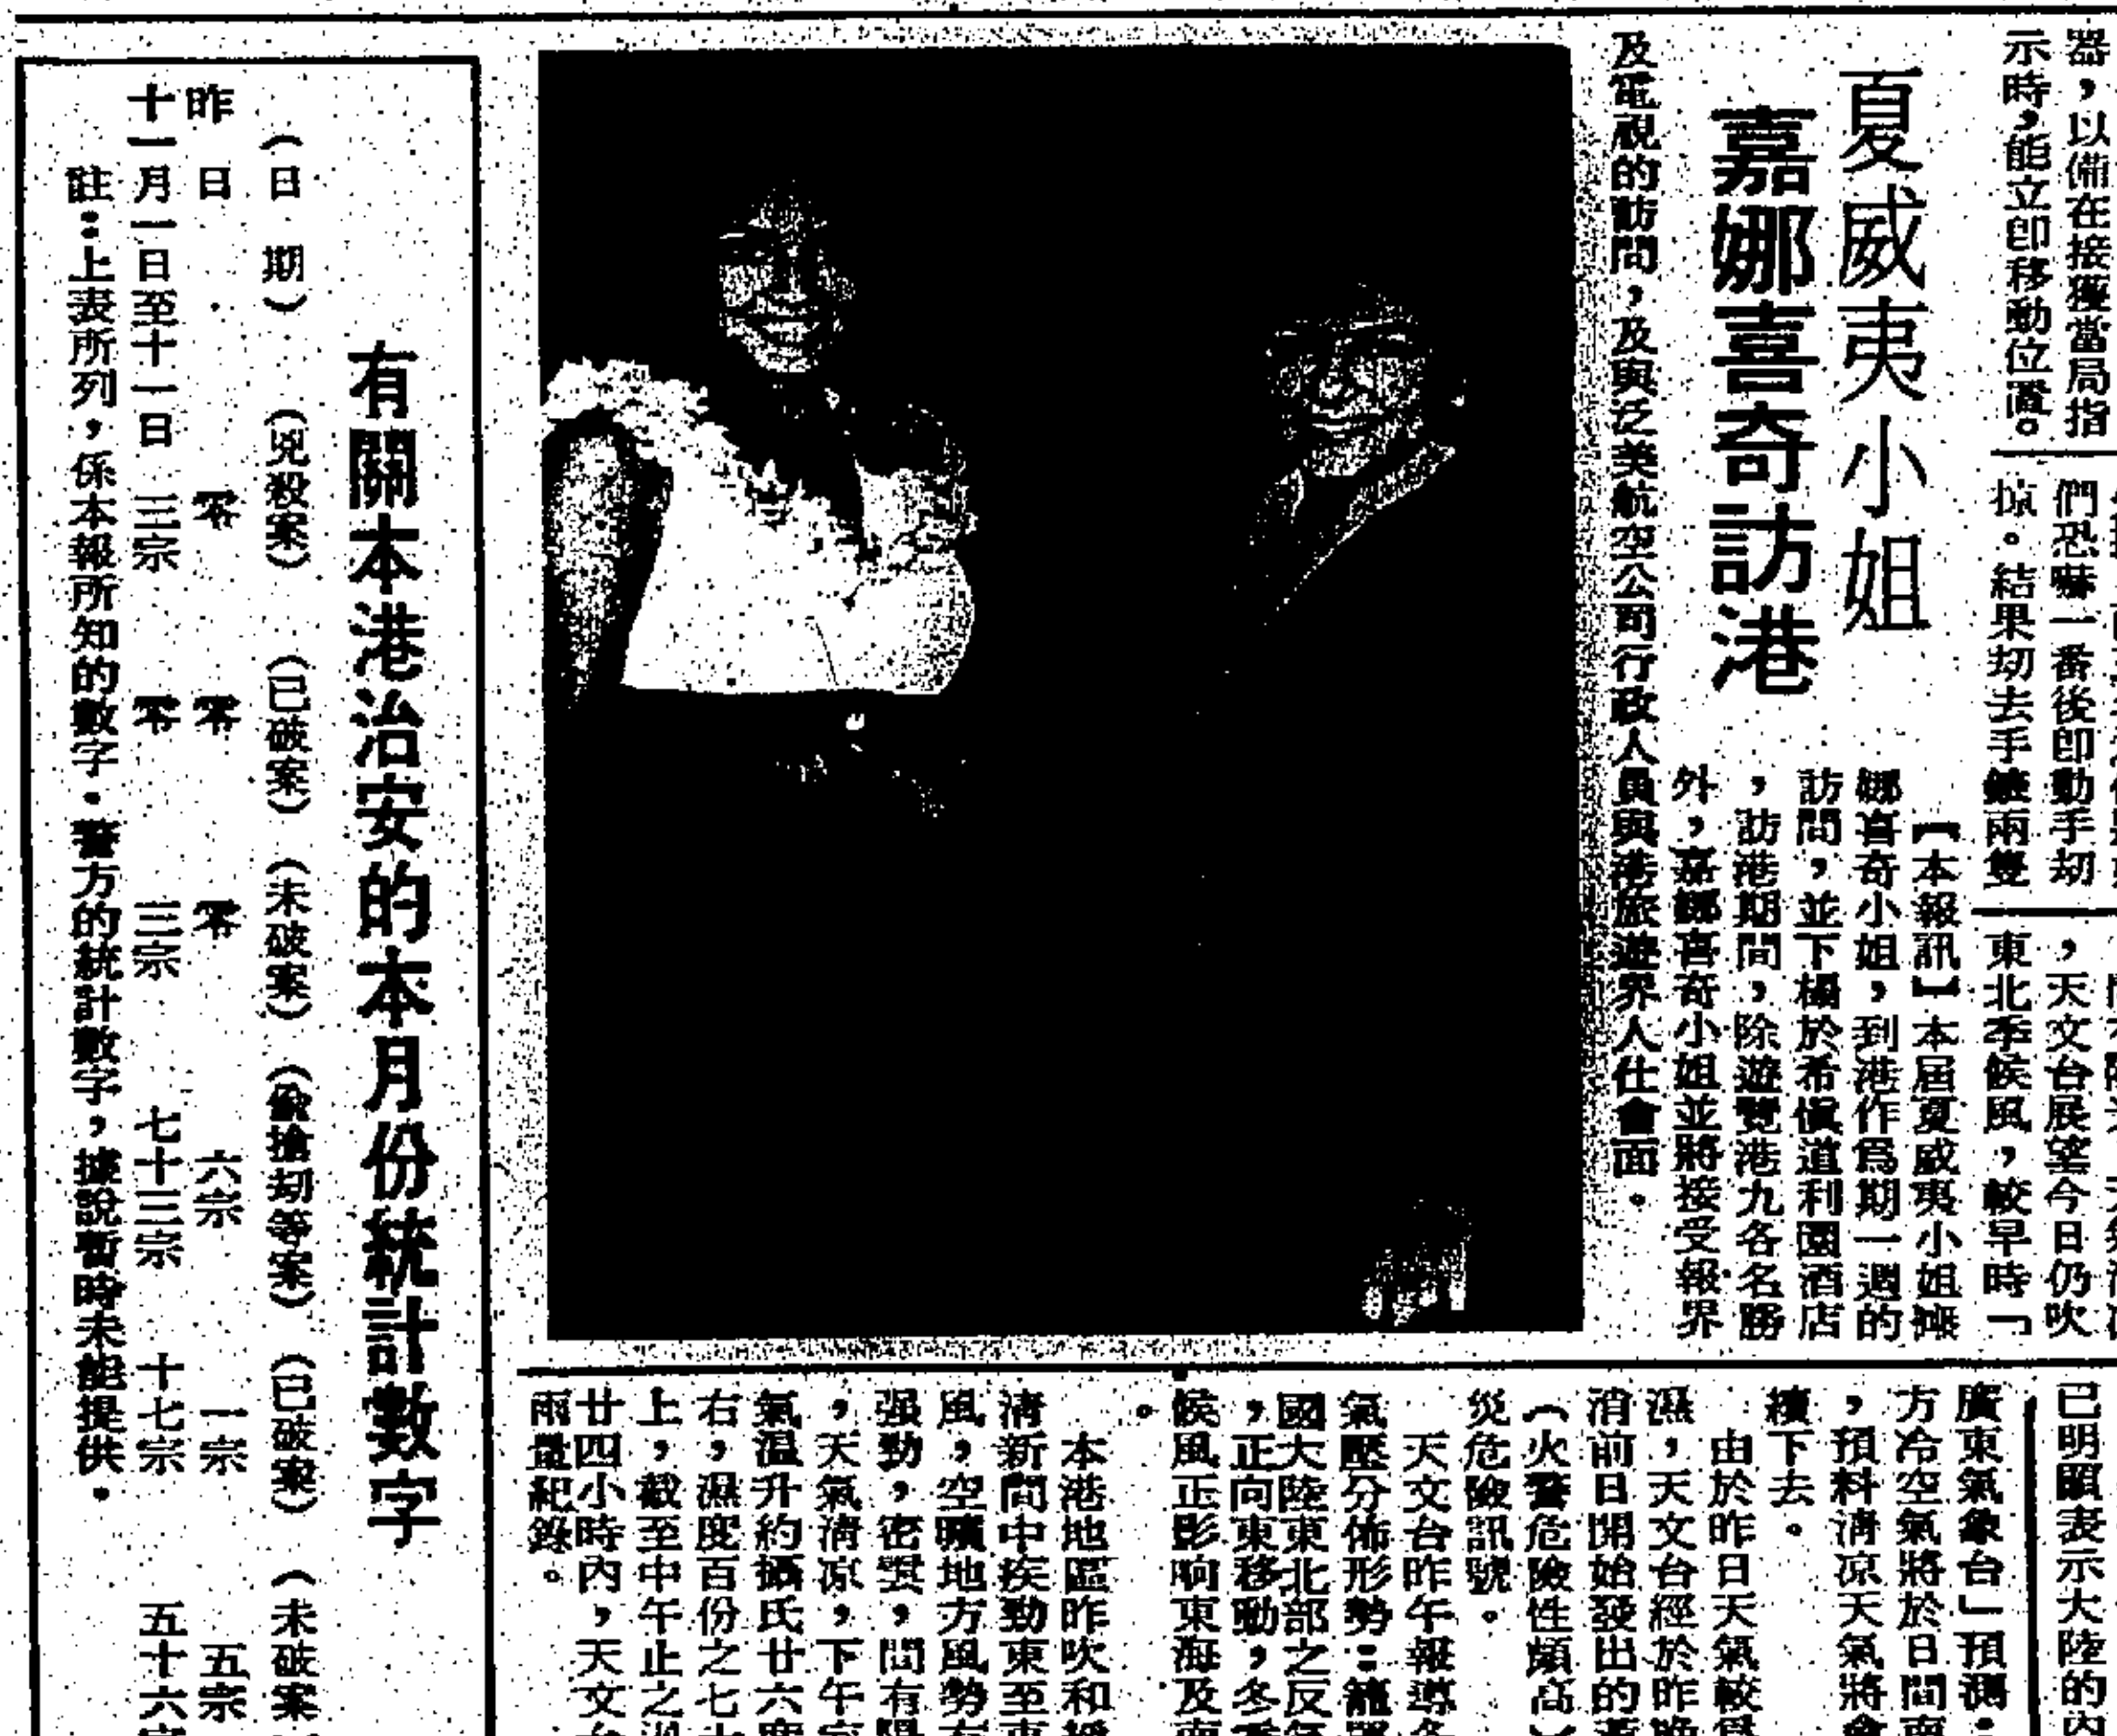 器，以備在接獲當局指
示時，能立即移動位置。
們恐嚇一番後即動手刧
掠。結果刧去手鍊兩隻
，天文台展望今日仍吹
東北季候風，較早時「
夏威夷小姐
嘉娜喜奇訪港
【本報訊】本届夏威夷小姐嘉
娜喜奇小姐，到港作爲期一週的
訪問，並下榻於希愼道利園酒店
，訪港期間，除遊覽港九各名勝
外，嘉娜喜奇小姐並將接受報界
及電視的訪問，及與泛美航空公司行政人員與港旅遊界人仕會面。
已明顯表示大陸的
廣東氣象台」預測：
方冷空氣將於日間
，預料清凉天氣將
續下去。
由於昨日天氣較
濕，天文台經於昨
消前日開始發出的
（火警危險性頗高）
災危險訊號。
天文台昨午報導
氣壓分佈形勢：籠罩
國大陸東北部之反
，正向東移動，冬
候風正影响東海及
。
本港地區昨吹和
淸新間中疾勁東至
風，空曠地方風勢
强勁，密雲，間有
，天氣清凉，下午
氣温升約攝氏廿六度
右，濕度百份之七十
上，截至中午止之
廿四小時內，天文
雨量紀錄。
有關本港治安的本月份統計數字
（日　期）　（兇殺案）　（已破案）（未破案）（偸搶刧等案）（已破案）（未破案
昨　日　零　零　零　六宗　一宗　五宗
十一月一日至十一日　三宗　零　三宗　七十三宗　十七宗　五十六宗
註：上表所列，係本報所知的數字．警方的統計數字，據說暫時未能提供．